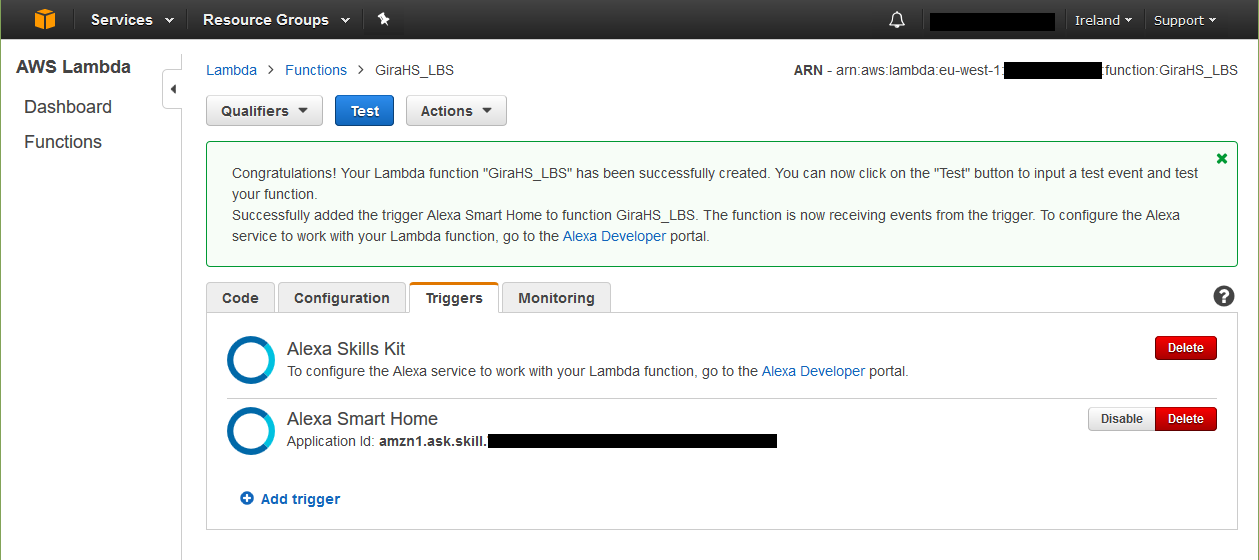 Services Resource Groups Ireland Support
AWS Lambda
Dashboard
Functions
Lambda > Functions > GiraHS_LBS ARN - arn:aws:lambda:eu-west-1: :function:GiraHS_LBS
Qualifiers Test Actions
Congratulations! Your Lambda function "GiraHS_LBS" has been successfully created. You can now click on the "Test" button to input a test event and test
your function.
Successfully added the trigger Alexa Smart Home to function GiraHS_LBS. The function is now receiving events from the trigger. To configure the Alexa
service to work with your Lambda function, go to the Alexa Developer portal.
Code Configuration Triggers Monitoring ?
Alexa Skills Kit Delete
To configure the Alexa service to work with your Lambda function, go to the Alexa Developer portal.
Alexa Smart Home Disable Delete
Application Id: amzn1.ask.skill.
Add trigger